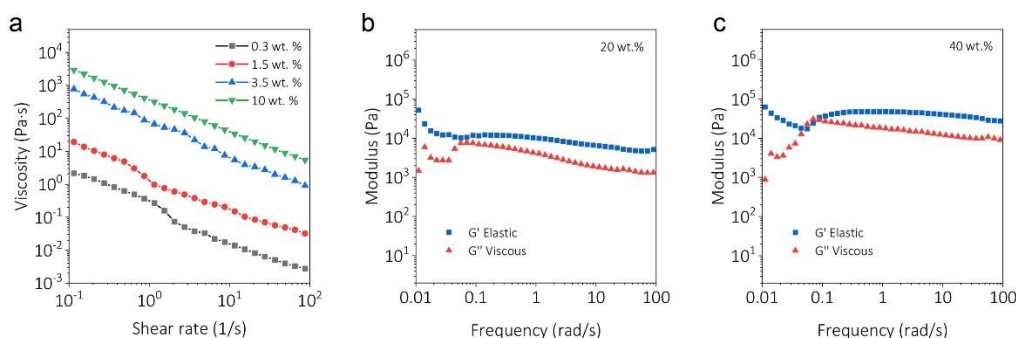 a
0.3 wt. %
1.5 wt. %
3.5 wt. %
10 wt. %
Viscosity (Pa·s)
10⁴
10³
10²
10¹
10⁰
10⁻¹
10⁻²
10⁻³
10⁻¹ 10⁰ 10¹ 10²
Shear rate (1/s)
b
20 wt.%
Modulus (Pa)
10⁶
10⁵
10⁴
10³
10²
10¹
G' Elastic
G'' Viscous
0.01 0.1 1 10 100
Frequency (rad/s)
c
40 wt.%
Modulus (Pa)
10⁶
10⁵
10⁴
10³
10²
10¹
G' Elastic
G'' Viscous
0.01 0.1 1 10 100
Frequency (rad/s)